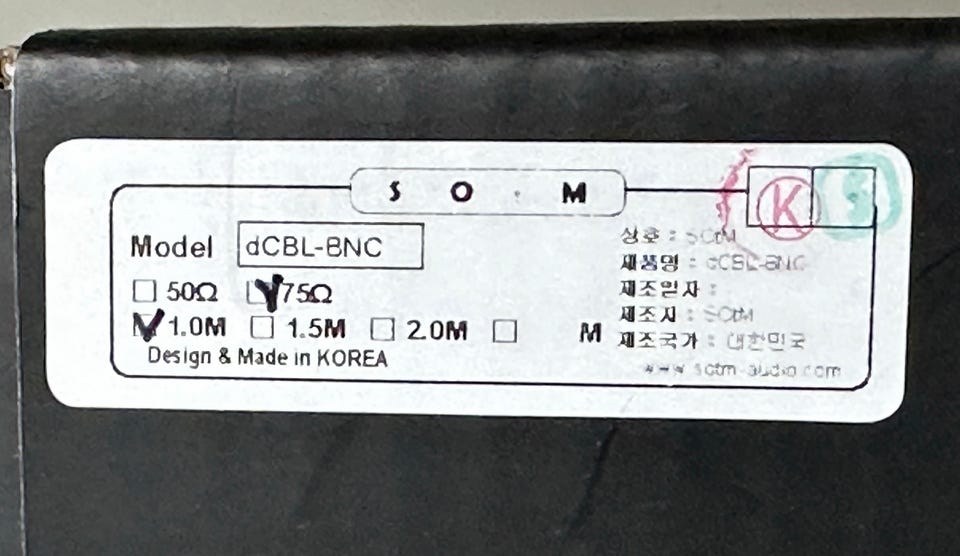 S O M
K
Model dCBL-BNC
50Ω 75Ω
1.0M 1.5M 2.0M M
Design & Made in KOREA
상호 : SOtM
제품명 : dCBL-BNC
제조일자 :
제조자 : SOtM
제조국가 : 대한민국
www.sotm-audio.com